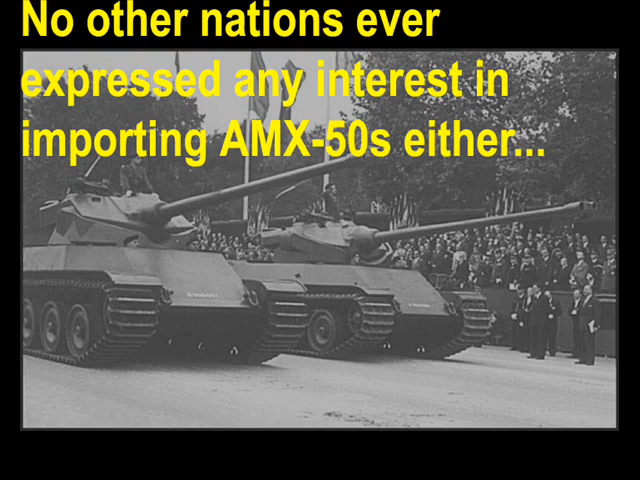 No other nations ever
expressed any interest in
importing AMX-50s either...